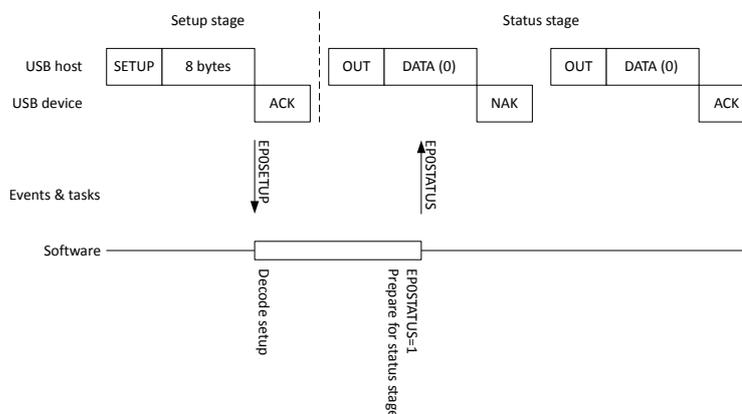 Setup stage
Status stage
USB host
SETUP
8 bytes
OUT
DATA (0)
OUT
DATA (0)
USB device
ACK
NAK
ACK
EP0SETUP
EP0STATUS
Events & tasks
Software
Decode setup
EP0STATUS=1
Prepare for status stage